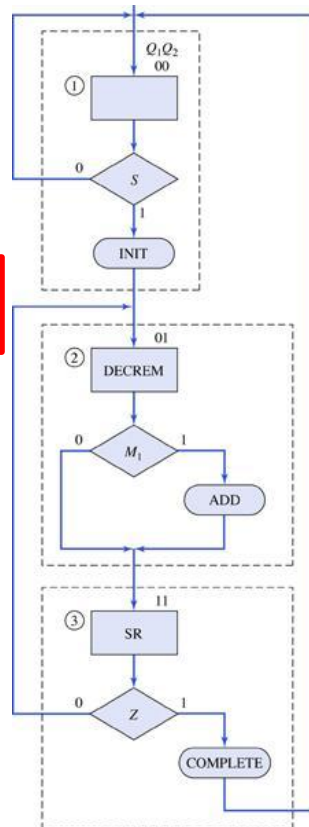 Q₁Q₂
00
1
0
S
1
INIT
01
2
DECREM
0
M₁
1
ADD
11
3
SR
0
Z
1
COMPLETE